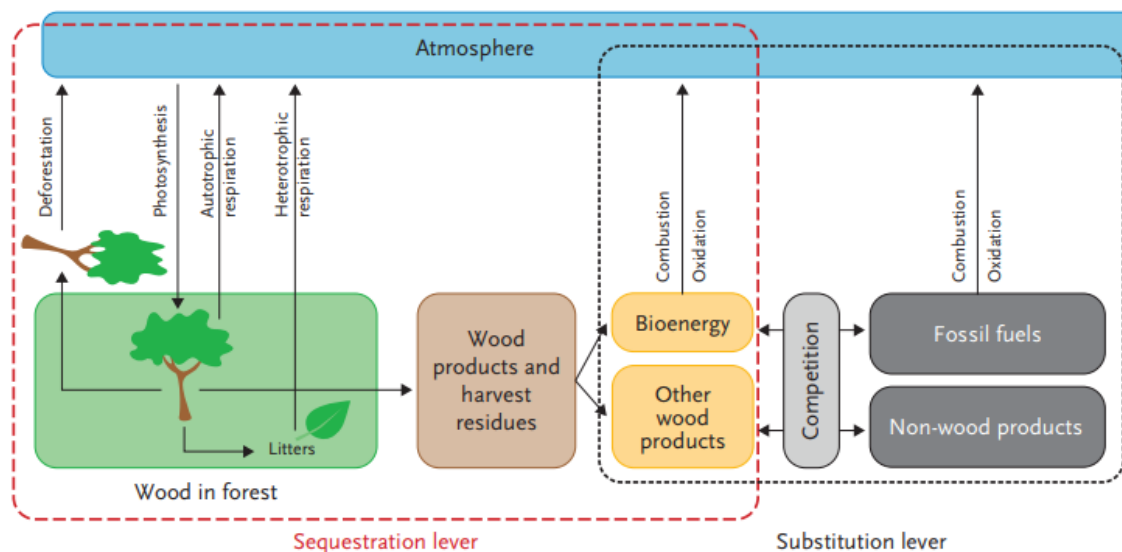 Atmosphere
Deforestation
Photosynthesis
Autotrophic
respiration
Heterotrophic
respiration
Combustion
Oxidation
Combustion
Oxidation
Wood
products and
harvest
residues
Bioenergy
Other
wood
products
Competition
Fossil fuels
Non-wood products
Litters
Wood in forest
Sequestration lever
Substitution lever